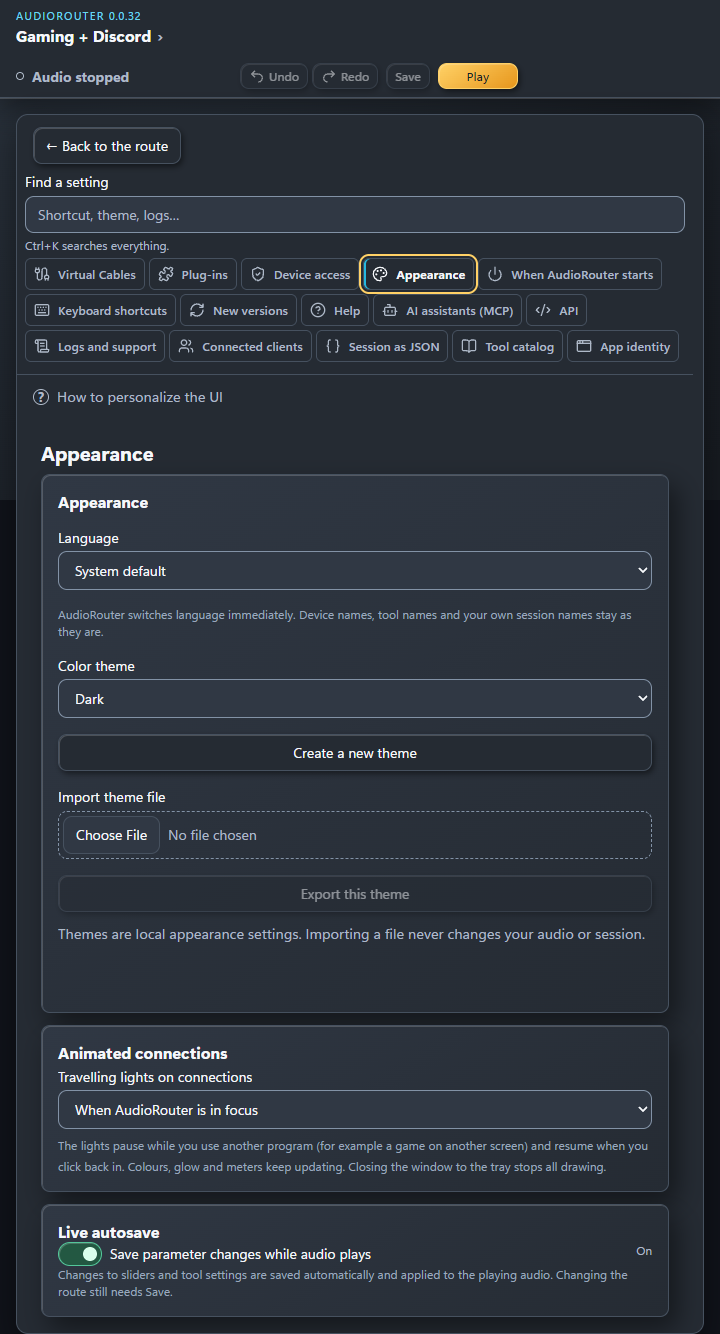 AUDIOROUTER 0.0.32
Gaming + Discord ›
Audio stopped
Undo
Redo
Save
Play
← Back to the route
Find a setting
Shortcut, theme, logs...
Ctrl+K searches everything.
Virtual Cables
Plug-ins
Device access
Appearance
When AudioRouter starts
Keyboard shortcuts
New versions
Help
AI assistants (MCP)
API
Logs and support
Connected clients
Session as JSON
Tool catalog
App identity
How to personalize the UI
Appearance
Appearance
Language
System default
AudioRouter switches language immediately. Device names, tool names and your own session names stay as
they are.
Color theme
Dark
Create a new theme
Import theme file
Choose File No file chosen
Export this theme
Themes are local appearance settings. Importing a file never changes your audio or session.
Animated connections
Travelling lights on connections
When AudioRouter is in focus
The lights pause while you use another program (for example a game on another screen) and resume when you
click back in. Colours, glow and meters keep updating. Closing the window to the tray stops all drawing.
Live autosave
Save parameter changes while audio plays
On
Changes to sliders and tool settings are saved automatically and applied to the playing audio. Changing the
route still needs Save.